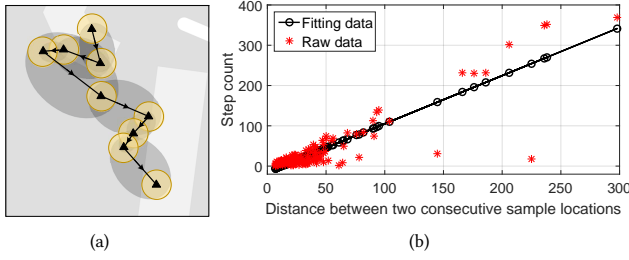 400
300
200
100
0
Step count
Fitting data
Raw data
0
50
100
150
200
250
300
Distance between two consecutive sample locations
(a)
(b)